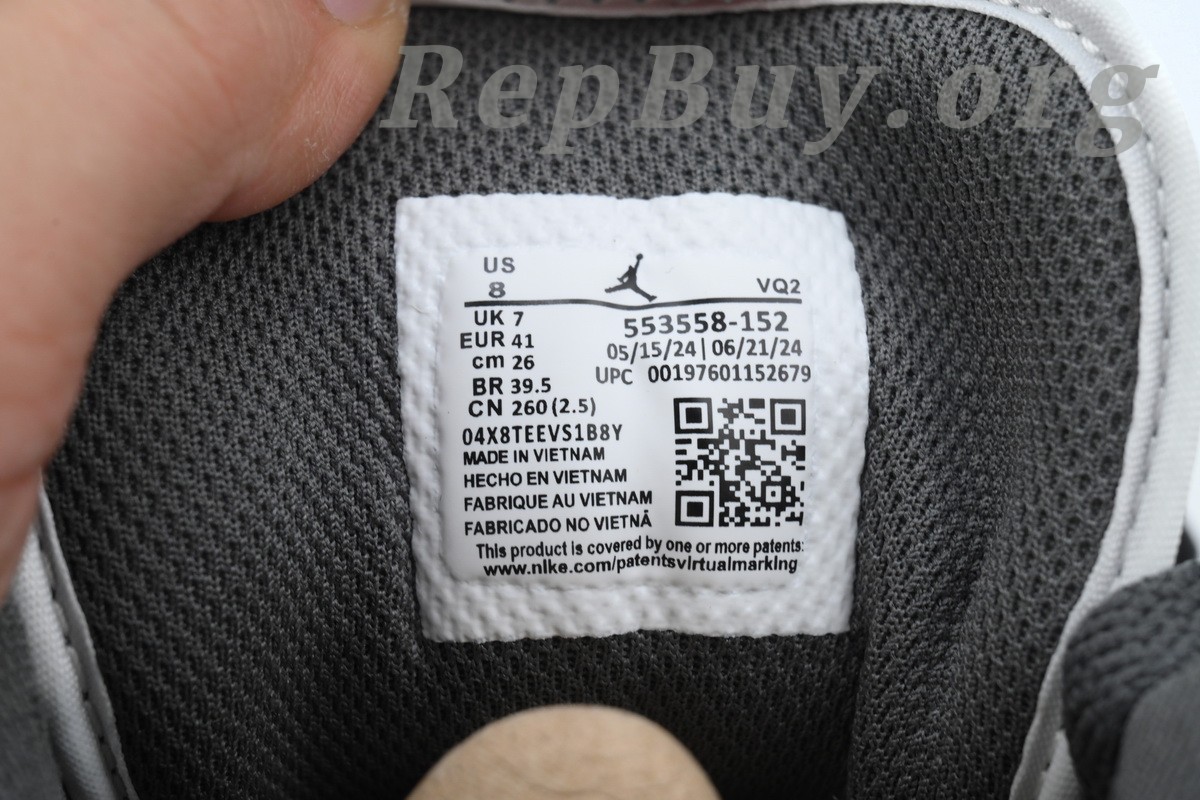 RepBuy.org
US
8
VQ2
UK 7
EUR 41
cm 26
BR 39.5
CN 260 (2.5)
553558-152
05/15/24 | 06/21/24
UPC 00197601152679
04X8TEEVS1B8Y
MADE IN VIETNAM
HECHO EN VIETNAM
FABRIQUE AU VIETNAM
FABRICADO NO VIETNÃ
This product is covered by one or more patents:
www.nike.com/patentsvirtualmarking